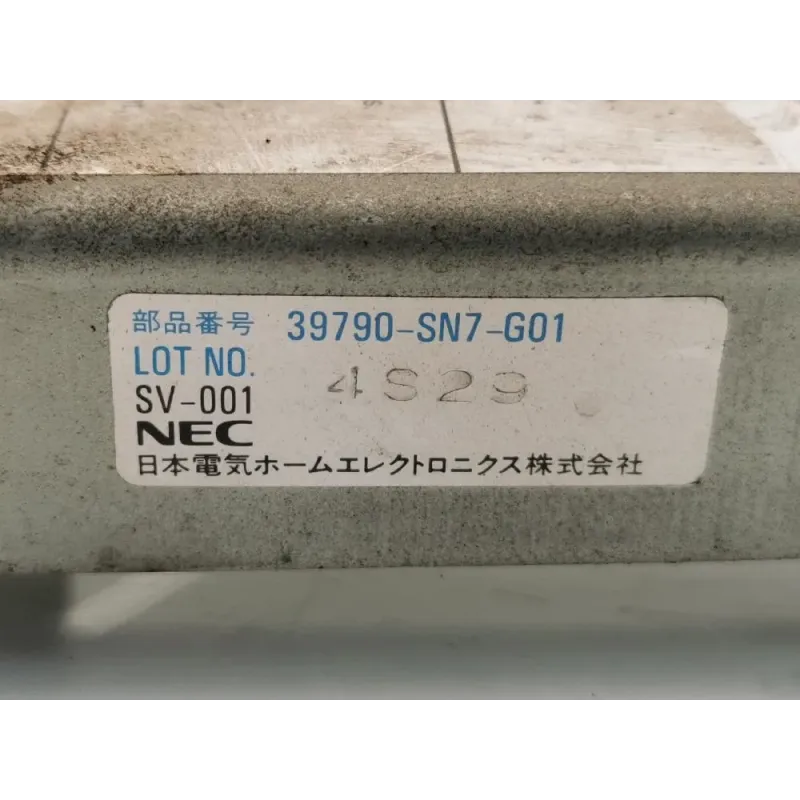 部品番号 39790-SN7-G01
LOT NO. 4S29
SV-001
NEC
日本電気ホームエレクトロニクス株式会社